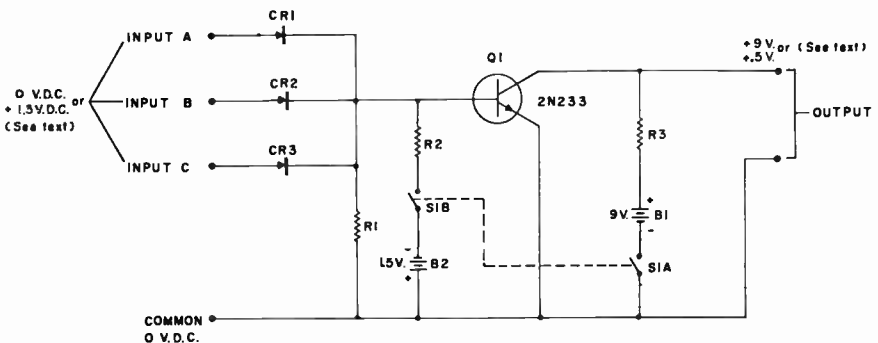 CR1
INPUT A
CR2
INPUT B
CR3
INPUT C
0 V.D.C. or
+ 1.5 V.D.C.
(See text)
R1
R2
S1B
1.5V.
-
B2
+
Q1
2N233
R3
+
9V.
B1
-
S1A
+9 V. or (See text)
+.5 V.
OUTPUT
COMMON
0 V.D.C.